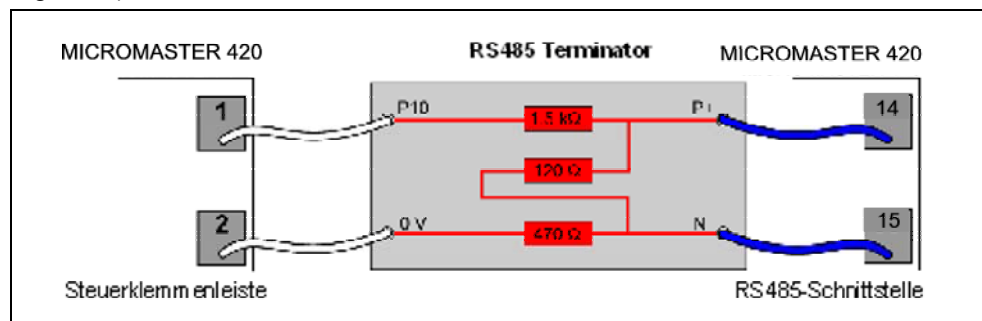 MICROMASTER 420
RS485 Terminator
MICROMASTER 420
1
P10
1.5 kΩ
P+
14
120 Ω
2
0 V
470 Ω
N
15
Steuerklemmenleiste
RS485-Schnittstelle